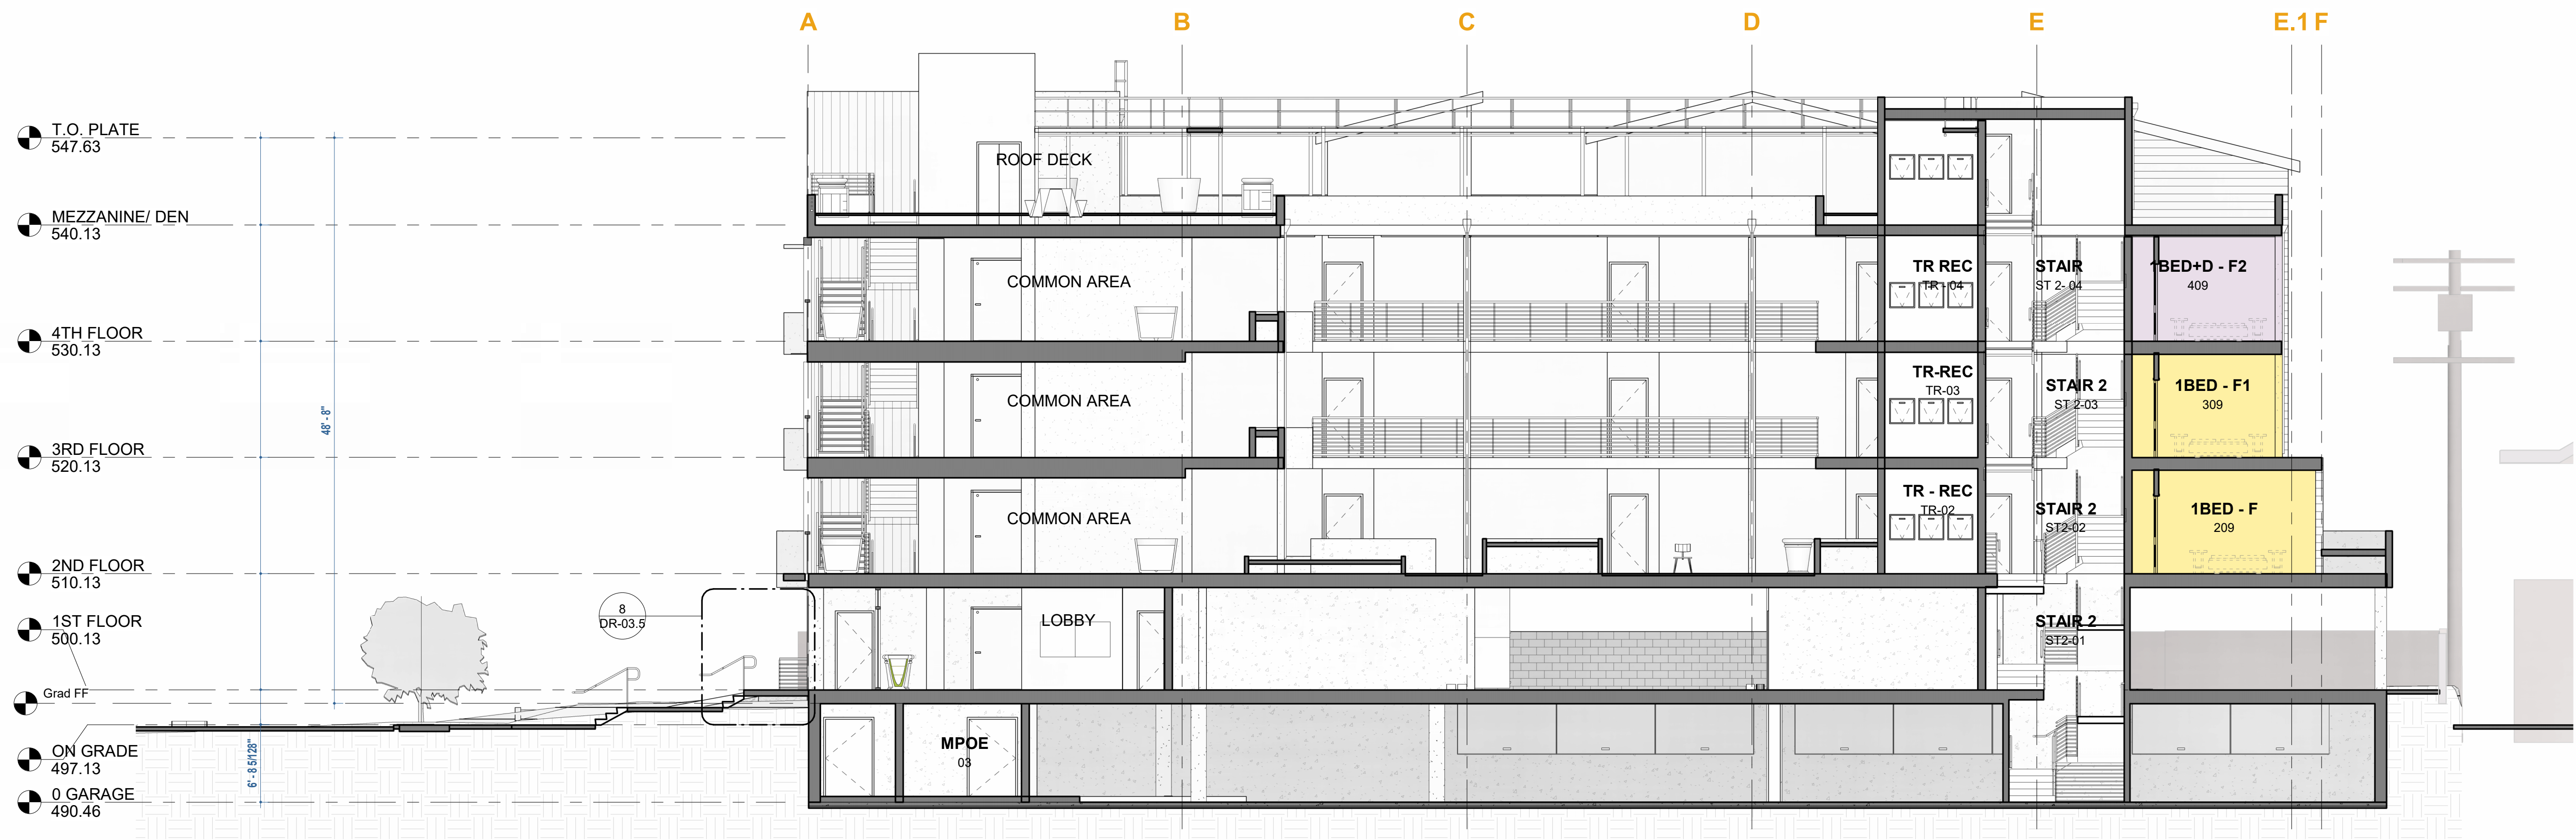 A B C D E E.1 F
T.O. PLATE
547.63
ROOF DECK
MEZZANINE/ DEN
540.13
COMMON AREA
TR REC
TR - 04
STAIR
ST 2- 04
1BED+D - F2
409
4TH FLOOR
530.13
COMMON AREA
TR-REC
TR-03
STAIR 2
ST 2-03
1BED - F1
309
48' - 8"
3RD FLOOR
520.13
COMMON AREA
TR - REC
TR-02
STAIR 2
ST2-02
1BED - F
209
2ND FLOOR
510.13
8
DR-03.5
1ST FLOOR
500.13
LOBBY
STAIR 2
ST2-01
Grad FF
ON GRADE
497.13
MPOE
03
6' - 8 5/128"
0 GARAGE
490.46